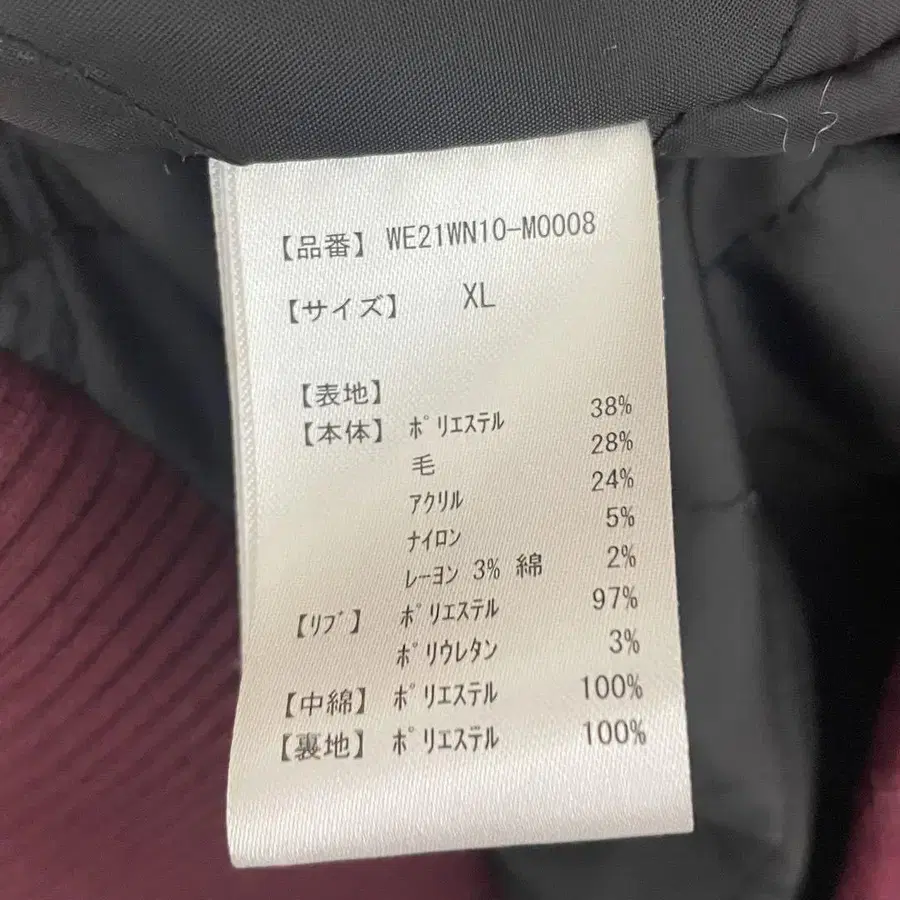 【品番】 WE21WN10-M0008
【サイズ】 XL
【表地】
【本体】 ﾎﾟﾘｴｽﾃﾙ 38%
毛 28%
ｱｸﾘﾙ 24%
ﾅｲﾛﾝ 5%
ﾚｰﾖﾝ 3% 綿 2%
【ﾘﾌﾞ】 ﾎﾟﾘｴｽﾃﾙ 97%
ﾎﾟﾘｳﾚﾀﾝ 3%
【中綿】 ﾎﾟﾘｴｽﾃﾙ 100%
【裏地】 ﾎﾟﾘｴｽﾃﾙ 100%